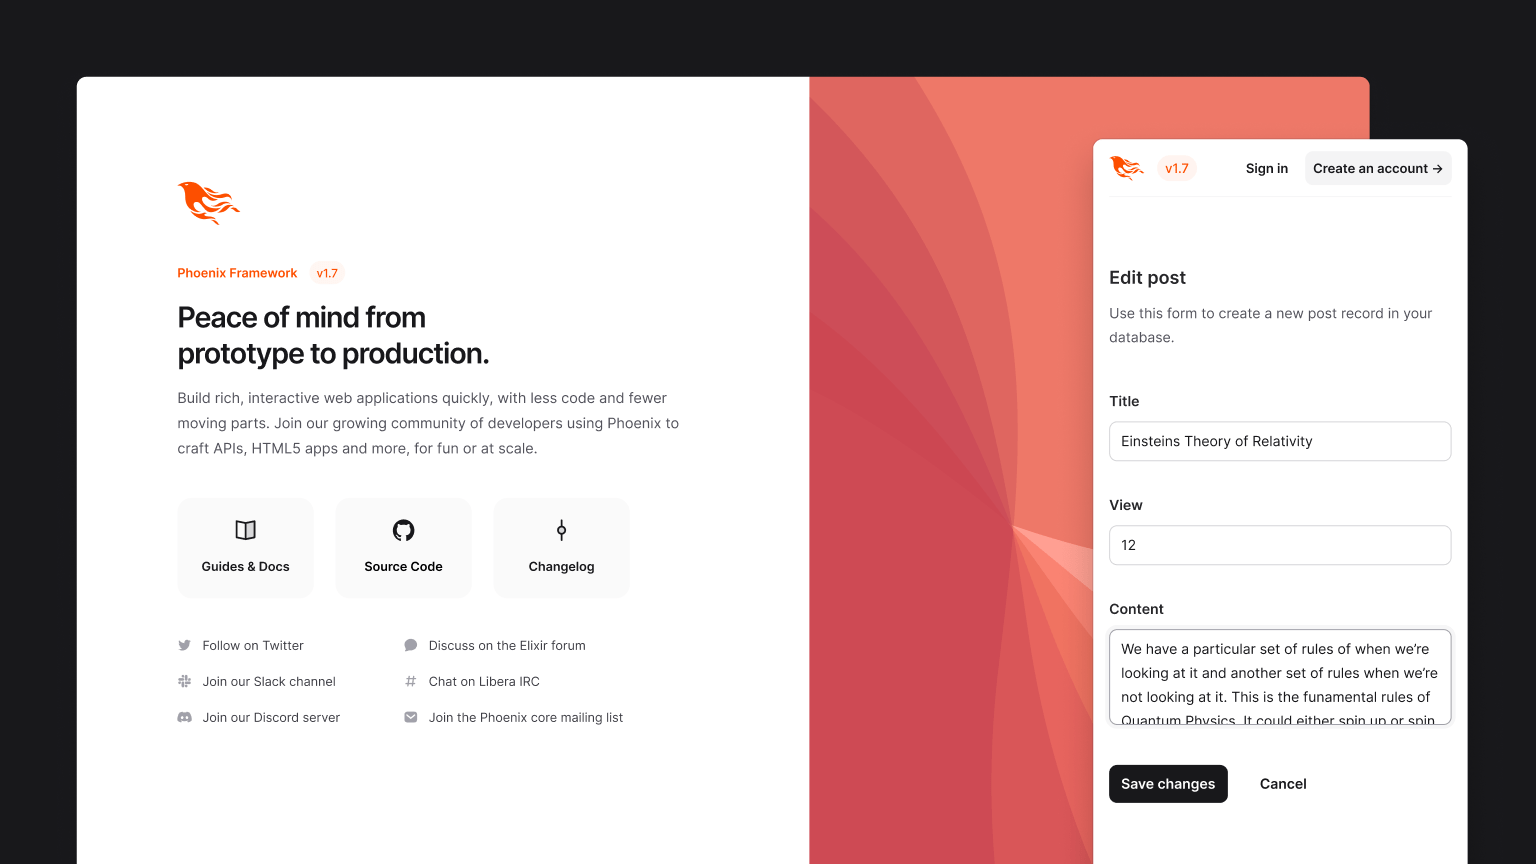 Phoenix Framework v1.7
Peace of mind from
prototype to production.
Build rich, interactive web applications quickly, with less code and fewer
moving parts. Join our growing community of developers using Phoenix to
craft APIs, HTML5 apps and more, for fun or at scale.
Guides & Docs
Source Code
Changelog
Follow on Twitter
Discuss on the Elixir forum
Join our Slack channel
Chat on Libera IRC
Join our Discord server
Join the Phoenix core mailing list
v1.7
Sign in
Create an account →
Edit post
Use this form to create a new post record in your
database.
Title
Einsteins Theory of Relativity
View
12
Content
We have a particular set of rules of when we’re
looking at it and another set of rules when we’re
not looking at it. This is the funamental rules of
Quantum Physics. It could either spin up or spin
Save changes
Cancel